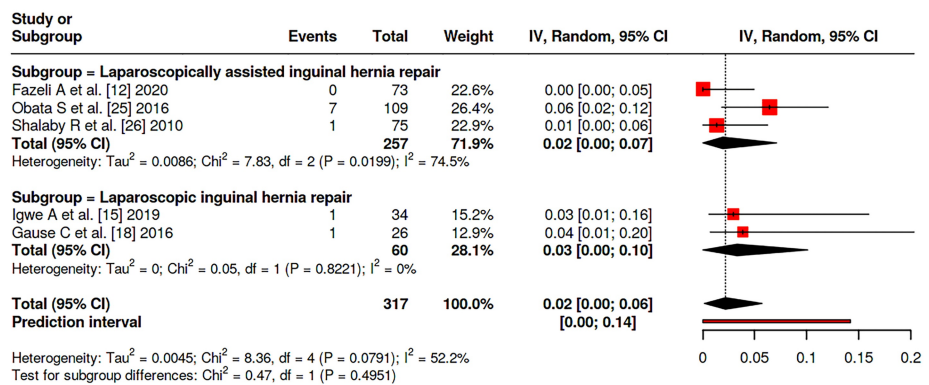 Study or
Subgroup Events Total Weight IV, Random, 95% CI IV, Random, 95% CI
Subgroup = Laparoscopically assisted inguinal hernia repair
Fazeli A et al. [12] 2020 0 73 22.6% 0.00 [0.00; 0.05]
Obata S et al. [25] 2016 7 109 26.4% 0.06 [0.02; 0.12]
Shalaby R et al. [26] 2010 1 75 22.9% 0.01 [0.00; 0.06]
Total (95% CI) 257 71.9% 0.02 [0.00; 0.07]
Heterogeneity: Tau² = 0.0086; Chi² = 7.83, df = 2 (P = 0.0199); I² = 74.5%
Subgroup = Laparoscopic inguinal hernia repair
Igwe A et al. [15] 2019 1 34 15.2% 0.03 [0.01; 0.16]
Gause C et al. [18] 2016 1 26 12.9% 0.04 [0.01; 0.20]
Total (95% CI) 60 28.1% 0.03 [0.00; 0.10]
Heterogeneity: Tau² = 0; Chi² = 0.05, df = 1 (P = 0.8221); I² = 0%
Total (95% CI) 317 100.0% 0.02 [0.00; 0.06]
Prediction interval [0.00; 0.14]
0 0.05 0.1 0.15 0.2
Heterogeneity: Tau² = 0.0045; Chi² = 8.36, df = 4 (P = 0.0791); I² = 52.2%
Test for subgroup differences: Chi² = 0.47, df = 1 (P = 0.4951)